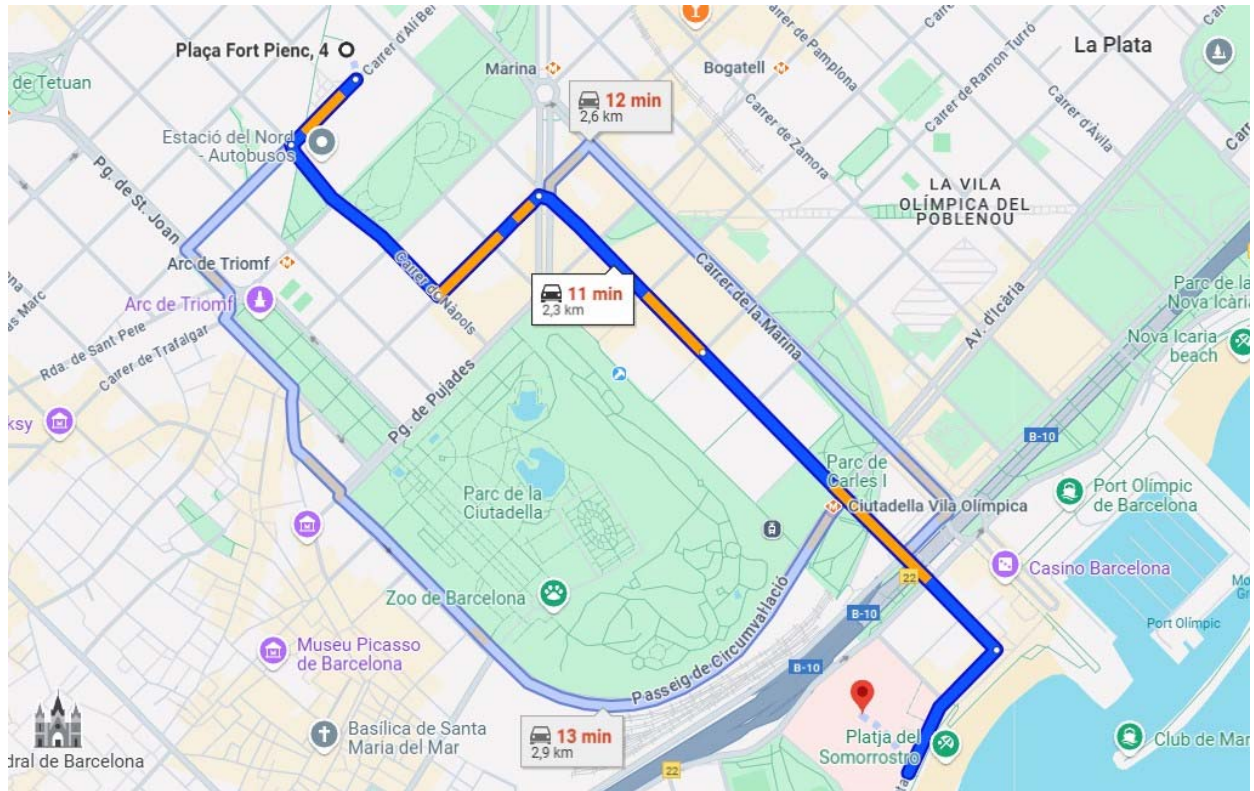 Plaça Fort Pienc, 4
Carrer d'Alí Be
de Tetuan
Marina
Bogatell
Carrer de Pamplona
Carrer de Ramon Turó
La Plata
12 min
2,6 km
Carrer de Zamora
Carrer d'Àvila
Estació del Nord
- Autobusos
Pg. de St. Joan
LA VILA
OLÍMPICA DEL
POBLENOU
Arc de Triomf
Arc de Triomf
Carrer de Nàpols
11 min
2,3 km
Carrer de la Marina
Av. d'Icària
Parc de la
Nova Icàri
Nova Icaria
beach
as Marc
Rda. de Sant Pere
Carrer de Trafalgar
Pg. de Pujades
ksy
B-10
Parc de
Carles I
Ciutadella Vila Olímpica
Port Olímpic
de Barcelona
Parc de la
Ciutadella
Casino Barcelona
22
Zoo de Barcelona
B-10
Port Olímpic
Museu Picasso
de Barcelona
Passeig de Circumval·lació
B-10
13 min
2,9 km
Basílica de Santa
Maria del Mar
Platja del
Somorrostro
Club de Mar
dral de Barcelona
22